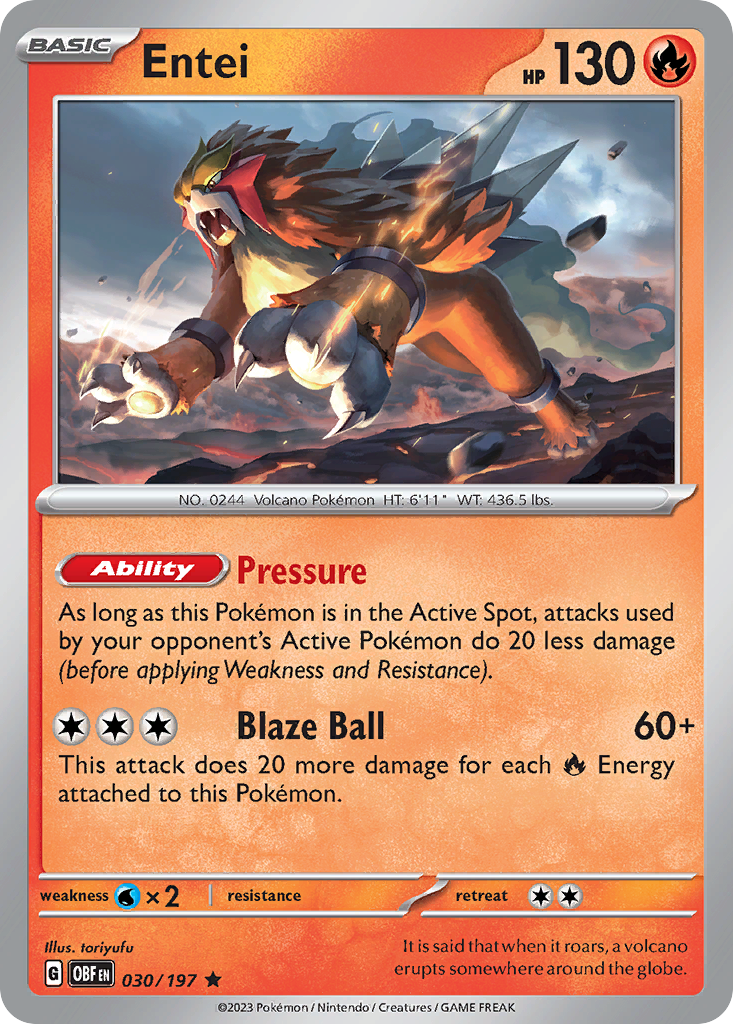 BASIC
Entei
HP 130
NO. 0244 Volcano Pokémon HT: 6'11" WT: 436.5 lbs.
Ability Pressure
As long as this Pokémon is in the Active Spot, attacks used
by your opponent's Active Pokémon do 20 less damage
(before applying Weakness and Resistance).
Blaze Ball 60+
This attack does 20 more damage for each Energy
attached to this Pokémon.
weakness ×2 resistance retreat
Illus. toriyufu
G OBF EN 030/197
It is said that when it roars, a volcano
erupts somewhere around the globe.
©2023 Pokémon / Nintendo / Creatures / GAME FREAK